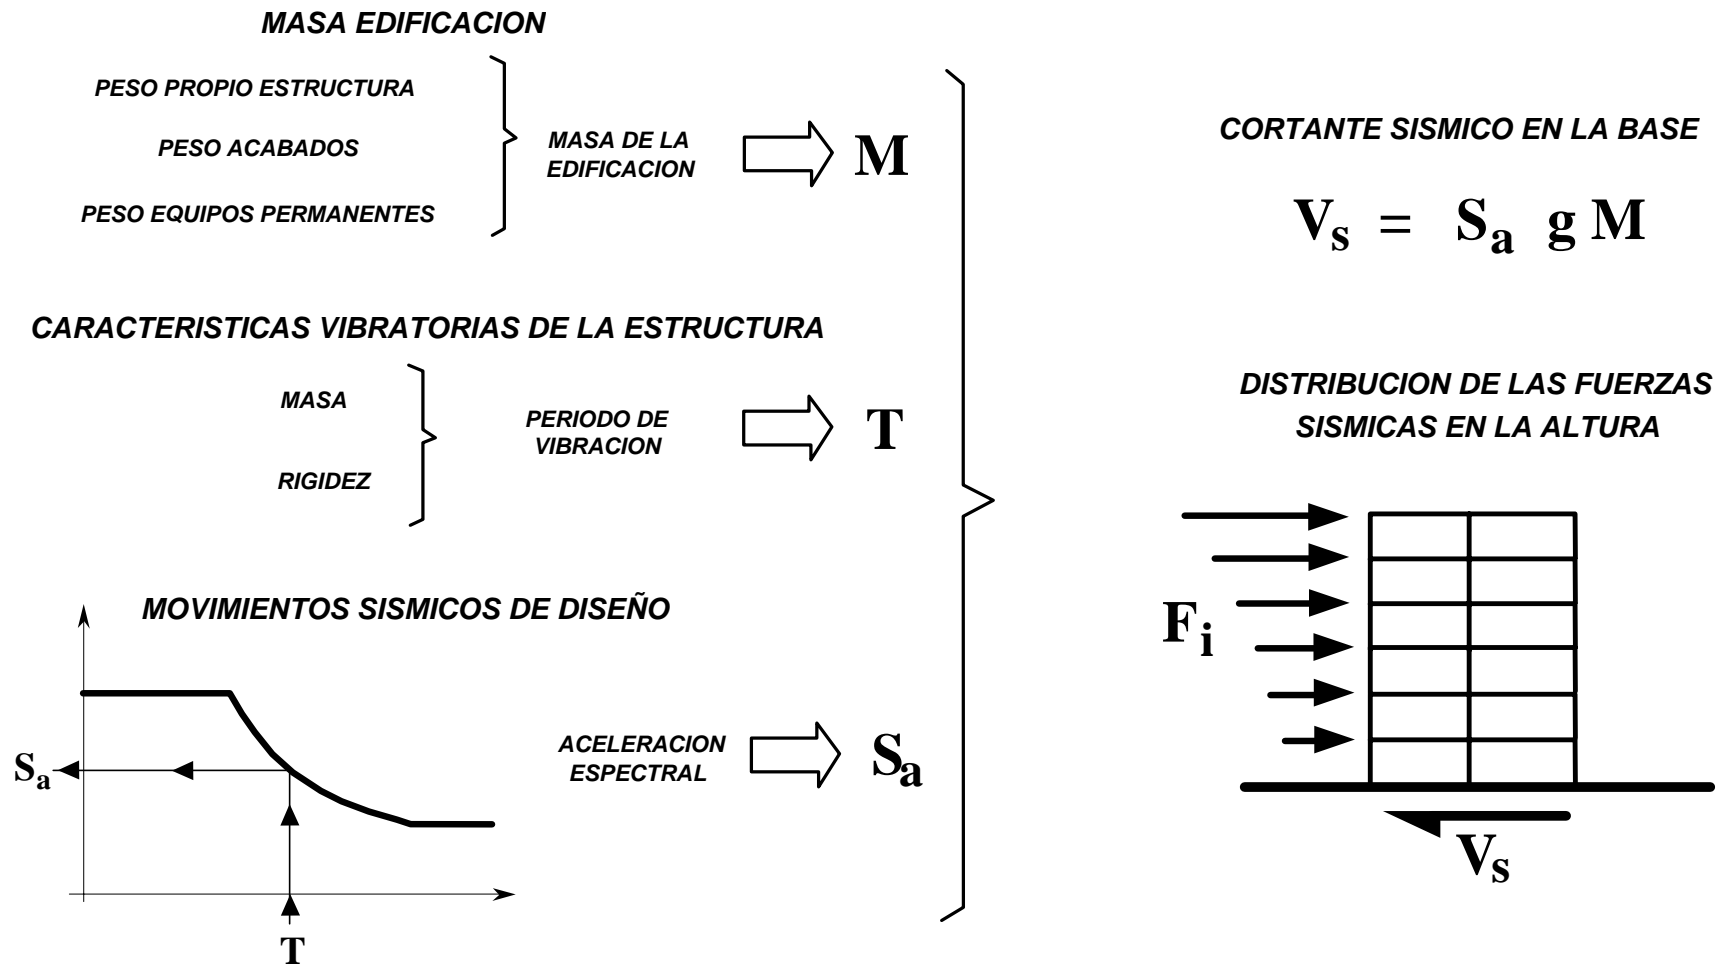 MASA EDIFICACION
PESO PROPIO ESTRUCTURA
PESO ACABADOS
PESO EQUIPOS PERMANENTES
MASA DE LA
EDIFICACION
M
CARACTERISTICAS VIBRATORIAS DE LA ESTRUCTURA
MASA
RIGIDEZ
PERIODO DE
VIBRACION
T
MOVIMIENTOS SISMICOS DE DISEÑO
Sa
T
ACELERACION
ESPECTRAL
Sa
CORTANTE SISMICO EN LA BASE
Vs = Sa g M
DISTRIBUCION DE LAS FUERZAS
SISMICAS EN LA ALTURA
Fi
Vs